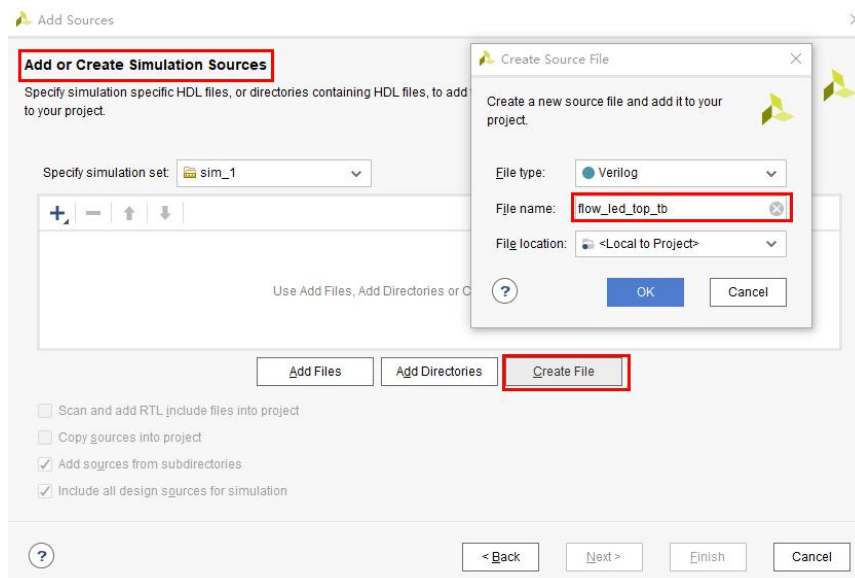 Add Sources
Add or Create Simulation Sources
Specify simulation specific HDL files, or directories containing HDL files, to add
to your project.
Specify simulation set: sim_1
Use Add Files, Add Directories or C
Add Files
Add Directories
Create File
Scan and add RTL include files into project
Copy sources into project
Add sources from subdirectories
Include all design sources for simulation
?
< Back
Next >
Finish
Cancel
Create Source File
Create a new source file and add it to your
project.
File type: Verilog
File name: flow_led_top_tb
File location: <Local to Project>
?
OK
Cancel